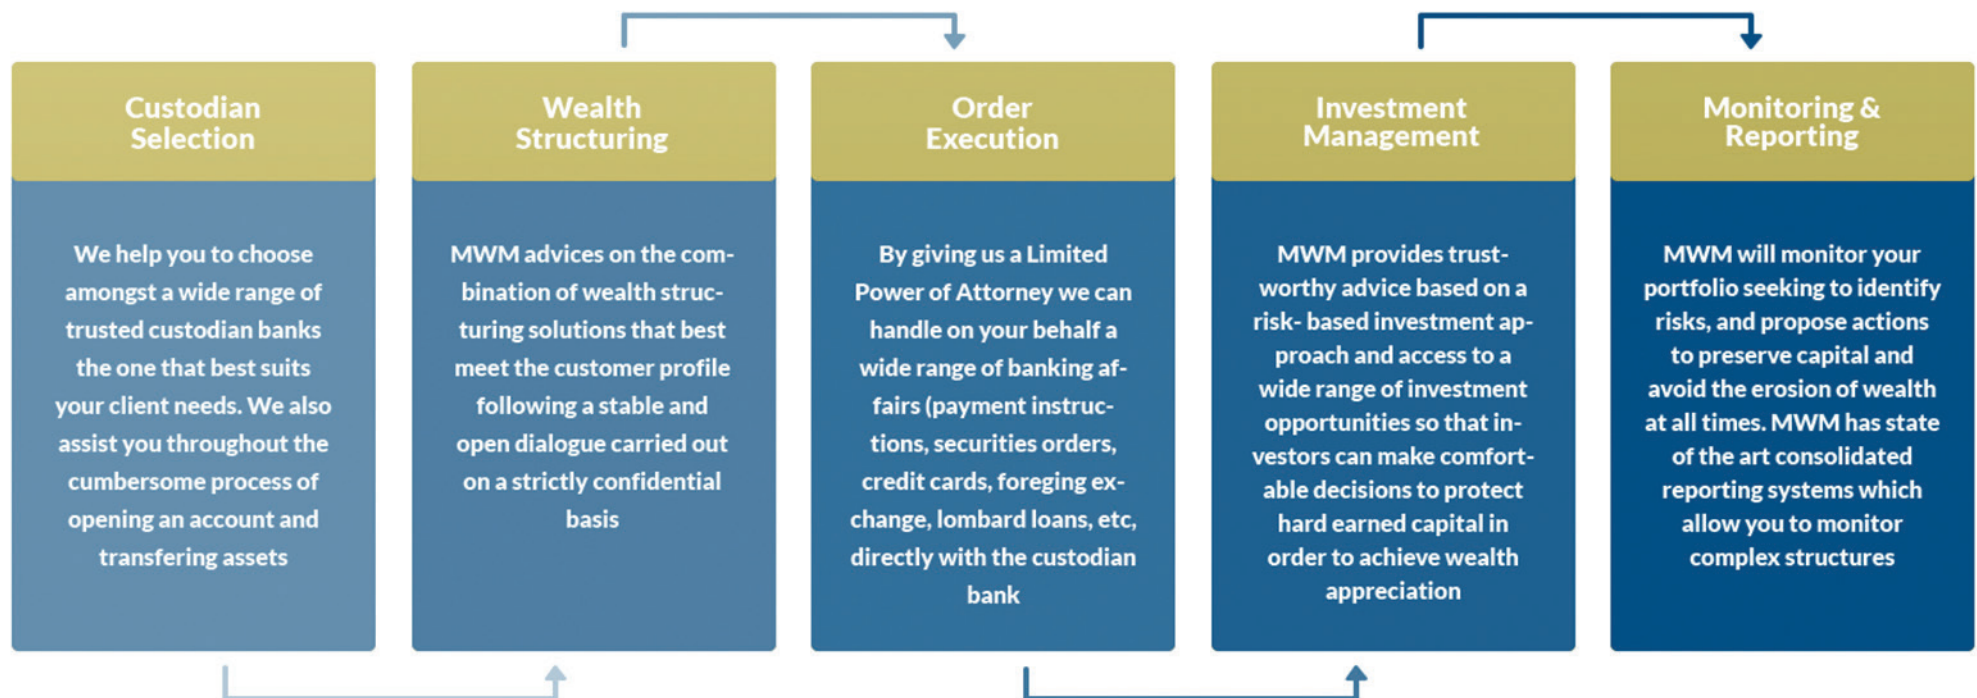 Custodian
Selection
We help you to choose
amongst a wide range of
trusted custodian banks
the one that best suits
your client needs. We also
assist you throughout the
cumbersome process of
opening an account and
transfering assets
Wealth
Structuring
MWM advices on the com-
bination of wealth struc-
turing solutions that best
meet the customer profile
following a stable and
open dialogue carried out
on a strictly confidential
basis
Order
Execution
By giving us a Limited
Power of Attorney we can
handle on your behalf a
wide range of banking af-
fairs (payment instruc-
tions, securities orders,
credit cards, foreging ex-
change, lombard loans, etc,
directly with the custodian
bank
Investment
Management
MWM provides trust-
worthy advice based on a
risk- based investment ap-
proach and access to a
wide range of investment
opportunities so that in-
vestors can make comfort-
able decisions to protect
hard earned capital in
order to achieve wealth
appreciation
Monitoring &
Reporting
MWM will monitor your
portfolio seeking to identify
risks, and propose actions
to preserve capital and
avoid the erosion of wealth
at all times. MWM has state
of the art consolidated
reporting systems which
allow you to monitor
complex structures